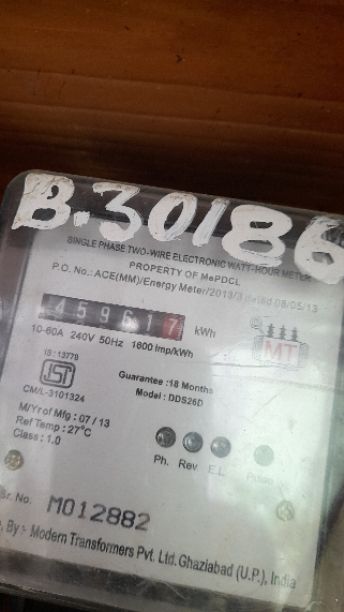 B.30186
SINGLE PHASE TWO-WIRE ELECTRONIC WATT-HOUR METER
PROPERTY OF MePDCL
P.O. No.: ACE(MM)/Energy Meter/2013/3 dated 08/05/13
459617 kWh
10-60A 240V 50Hz 1600 imp/kWh
MT
IS:13779
ISI
CM/L-3101324
Guarantee :18 Months
Model : DDS26D
M/Yr of Mfg : 07 / 13
Ref Temp : 27°C
Class : 1.0
Ph. Rev E.L. Pulse
Sr. No. M012882
By :- Modern Transformers Pvt. Ltd. Ghaziabad (U.P.), India